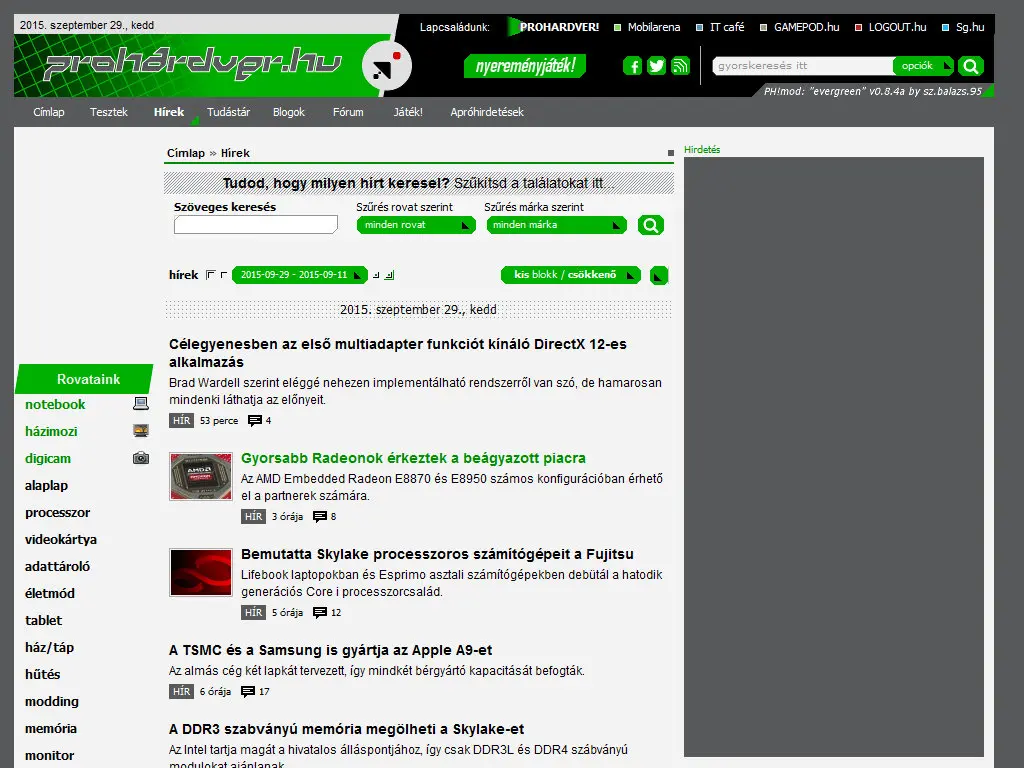 2015. szeptember 29., kedd
Lapcsaládunk: PROHARDVER! Mobilarena IT café GAMEPOD.hu LOGOUT.hu Sg.hu
prohardver.hu
nyereményjáték!
gyorskeresés itt opciók
PH!mod: "evergreen" v0.8.4a by sz.balazs.95
Címlap Tesztek Hírek Tudástár Blogok Fórum Játék! Apróhirdetések
Címlap » Hírek
Hirdetés
Tudod, hogy milyen hírt keresel? Szűkítsd a találatokat itt...
Szöveges keresés Szűrés rovat szerint Szűrés márka szerint
minden rovat minden márka
hírek 2015-09-29 - 2015-09-11 kis blokk / csökkenő
2015. szeptember 29., kedd
Célegyenesben az első multiadapter funkciót kínáló DirectX 12-es
alkalmazás
Brad Wardell szerint eléggé nehezen implementálható rendszerről van szó, de hamarosan
mindenki láthatja az előnyeit.
HÍR 53 perce 4
Gyorsabb Radeonok érkeztek a beágyazott piacra
Az AMD Embedded Radeon E8870 és E8950 számos konfigurációban érhető
el a partnerek számára.
HÍR 3 órája 8
AMD
Bemutatta Skylake processzoros számítógépeit a Fujitsu
Lifebook laptopokban és Esprimo asztali számítógépekben debütál a hatodik
generációs Core i processzorcsalád.
HÍR 5 órája 12
A TSMC és a Samsung is gyártja az Apple A9-et
Az almás cég két lapkát tervezett, így mindkét bérgyártó kapacitását befogták.
HÍR 6 órája 17
A DDR3 szabványú memória megölheti a Skylake-et
Az Intel tartja magát a hivatalos álláspontjához, így csak DDR3L és DDR4 szabványú
modulokat ajánlanak.
Rovataink
notebook
házimozi
digicam
alaplap
processzor
videokártya
adattároló
életmód
tablet
ház/táp
hűtés
modding
memória
monitor